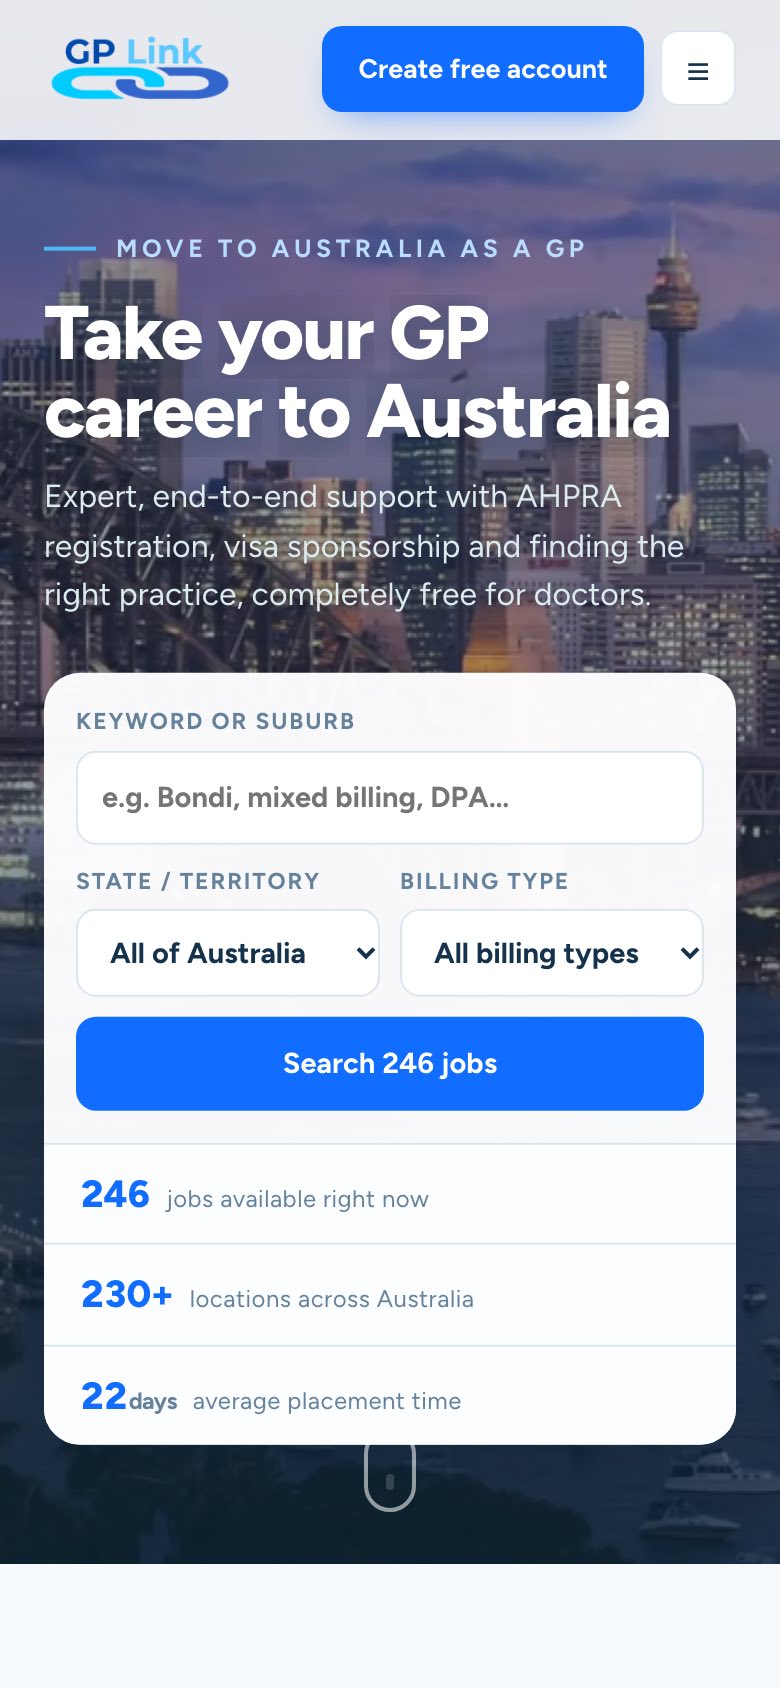 GP Link
Create free account
MOVE TO AUSTRALIA AS A GP
Take your GP
career to Australia
Expert, end-to-end support with AHPRA
registration, visa sponsorship and finding the
right practice, completely free for doctors.
KEYWORD OR SUBURB
e.g. Bondi, mixed billing, DPA...
STATE / TERRITORY
BILLING TYPE
All of Australia
All billing types
Search 246 jobs
246 jobs available right now
230+ locations across Australia
22days average placement time